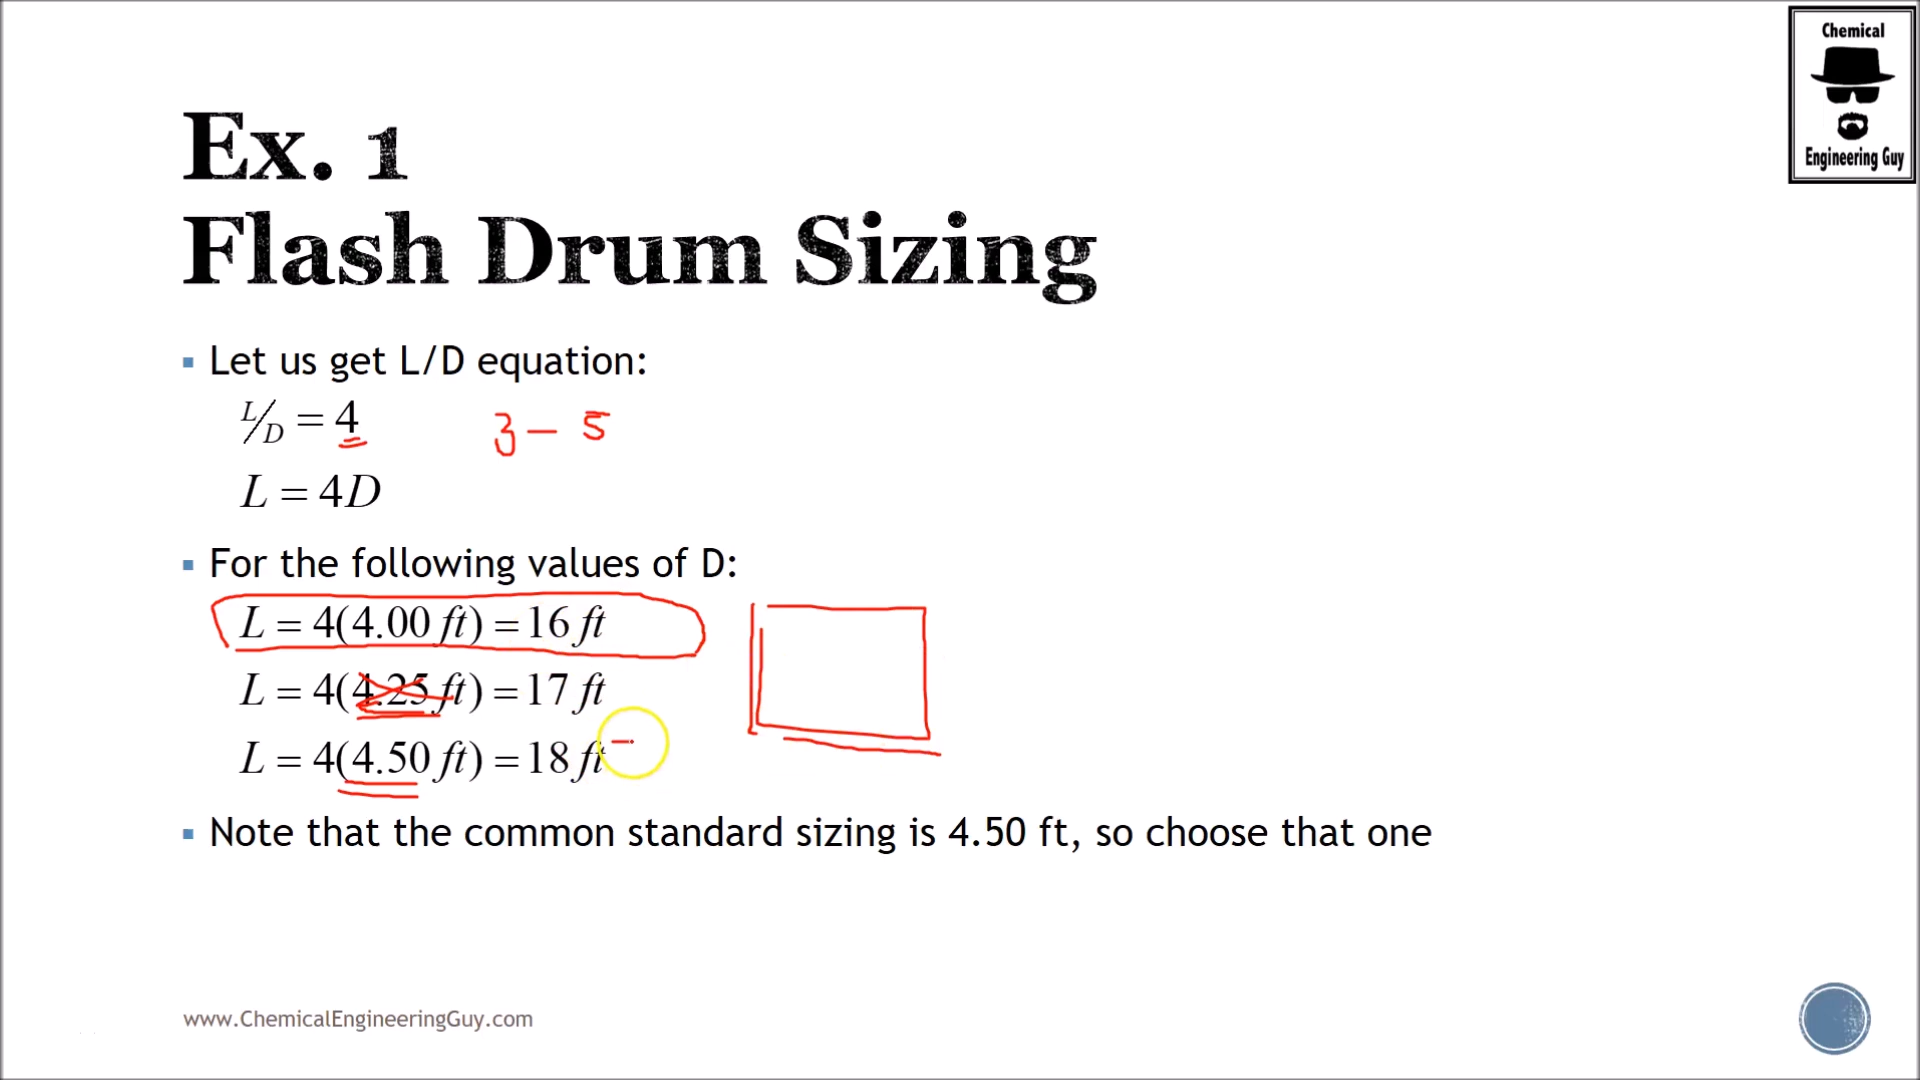 Chemical
Engineering Guy
Ex. 1
Flash Drum Sizing
▪ Let us get L/D equation:
L/D = 4
3 - 5
L = 4D
▪ For the following values of D:
L = 4(4.00 ft) = 16 ft
L = 4(4.25 ft) = 17 ft
L = 4(4.50 ft) = 18 ft
▪ Note that the common standard sizing is 4.50 ft, so choose that one
www.ChemicalEngineeringGuy.com